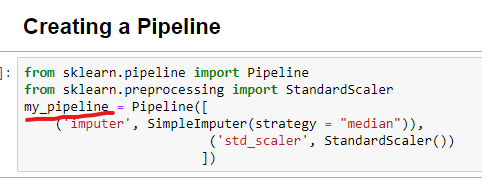 Creating a Pipeline
]: from sklearn.pipeline import Pipeline
from sklearn.preprocessing import StandardScaler
my_pipeline = Pipeline([
('imputer', SimpleImputer(strategy = "median")),
('std_scaler', StandardScaler())
])